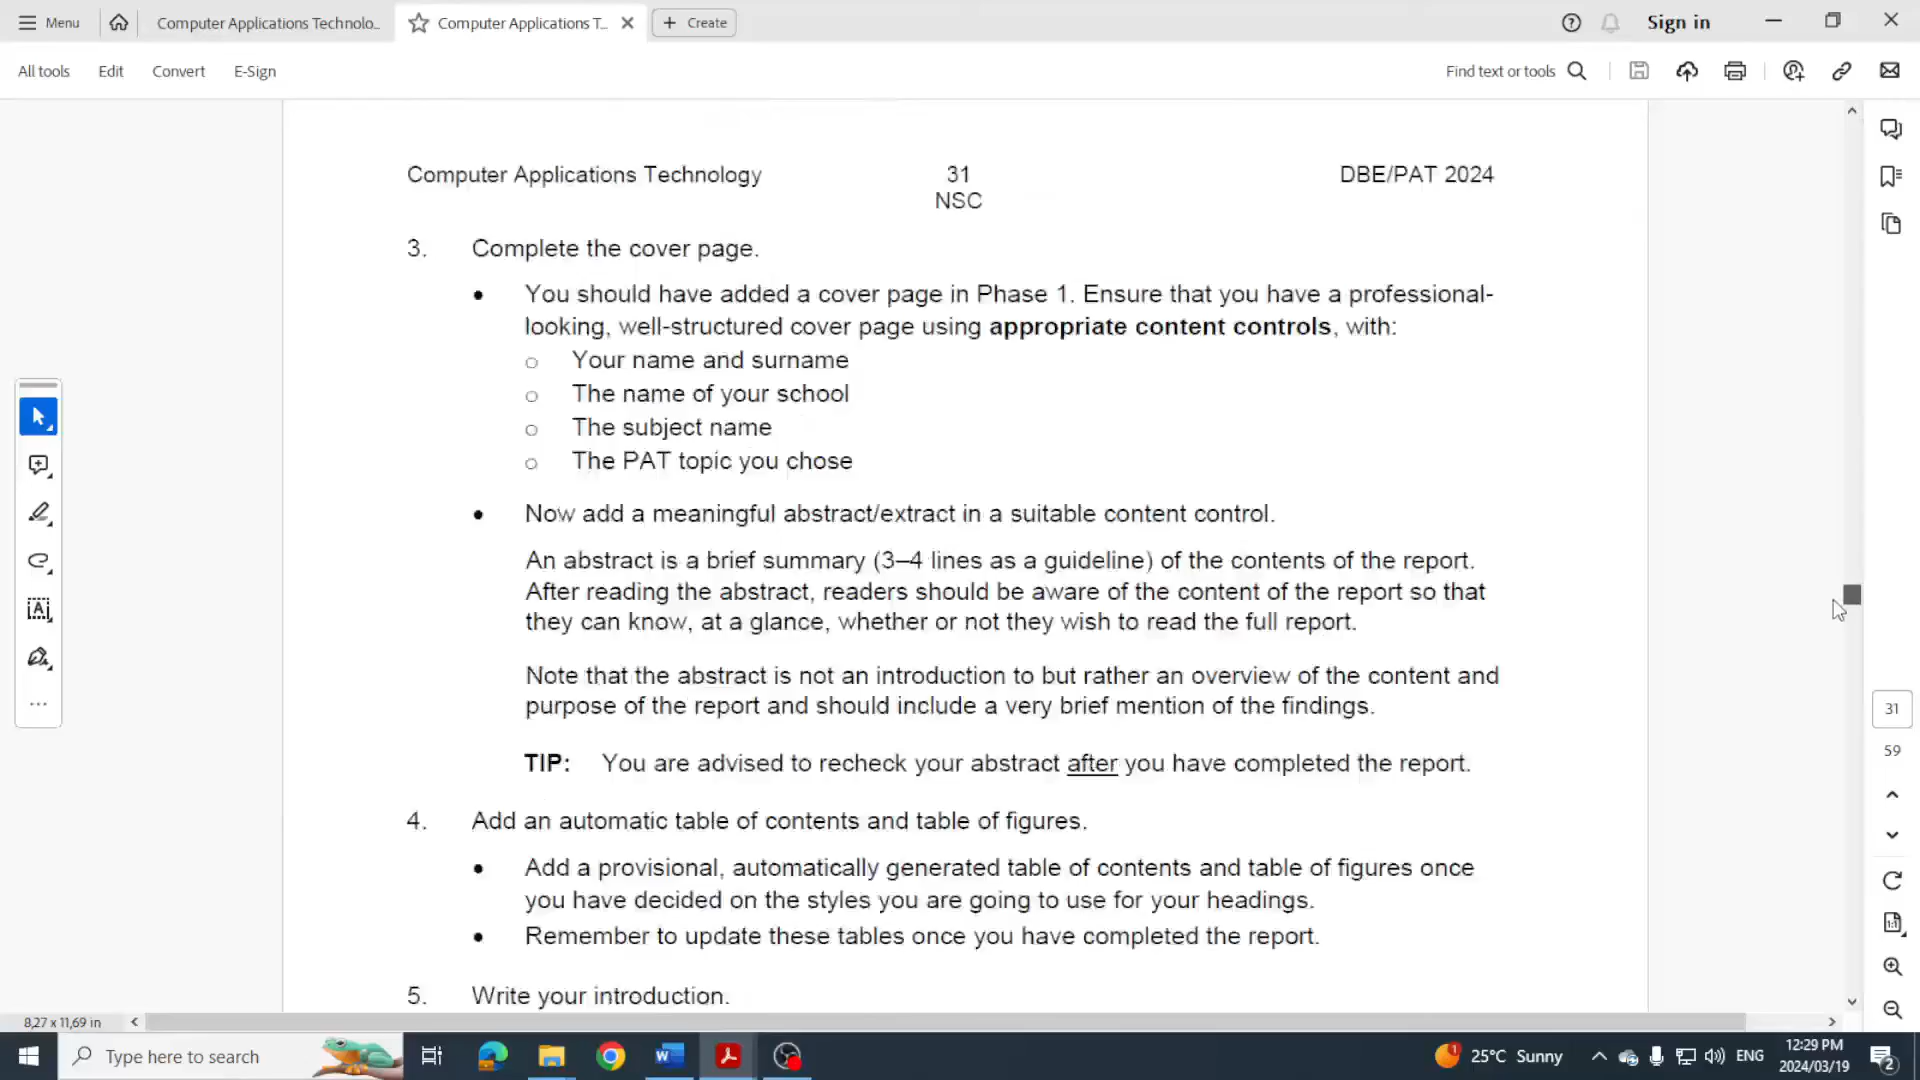 Menu
Computer Applications Technolo...
Computer Applications T...
Create
Sign in
All tools
Edit
Convert
E-Sign
Find text or tools
Computer Applications Technology 31 DBE/PAT 2024
NSC
3. Complete the cover page.
• You should have added a cover page in Phase 1. Ensure that you have a professional-
looking, well-structured cover page using appropriate content controls, with:
o Your name and surname
o The name of your school
o The subject name
o The PAT topic you chose
• Now add a meaningful abstract/extract in a suitable content control.
An abstract is a brief summary (3–4 lines as a guideline) of the contents of the report.
After reading the abstract, readers should be aware of the content of the report so that
they can know, at a glance, whether or not they wish to read the full report.
Note that the abstract is not an introduction to but rather an overview of the content and
purpose of the report and should include a very brief mention of the findings.
TIP: You are advised to recheck your abstract after you have completed the report.
4. Add an automatic table of contents and table of figures.
• Add a provisional, automatically generated table of contents and table of figures once
you have decided on the styles you are going to use for your headings.
• Remember to update these tables once you have completed the report.
5. Write your introduction.
31
59
8,27 x 11,69 in
Type here to search
25°C Sunny
ENG
12:29 PM
2024/03/19
2